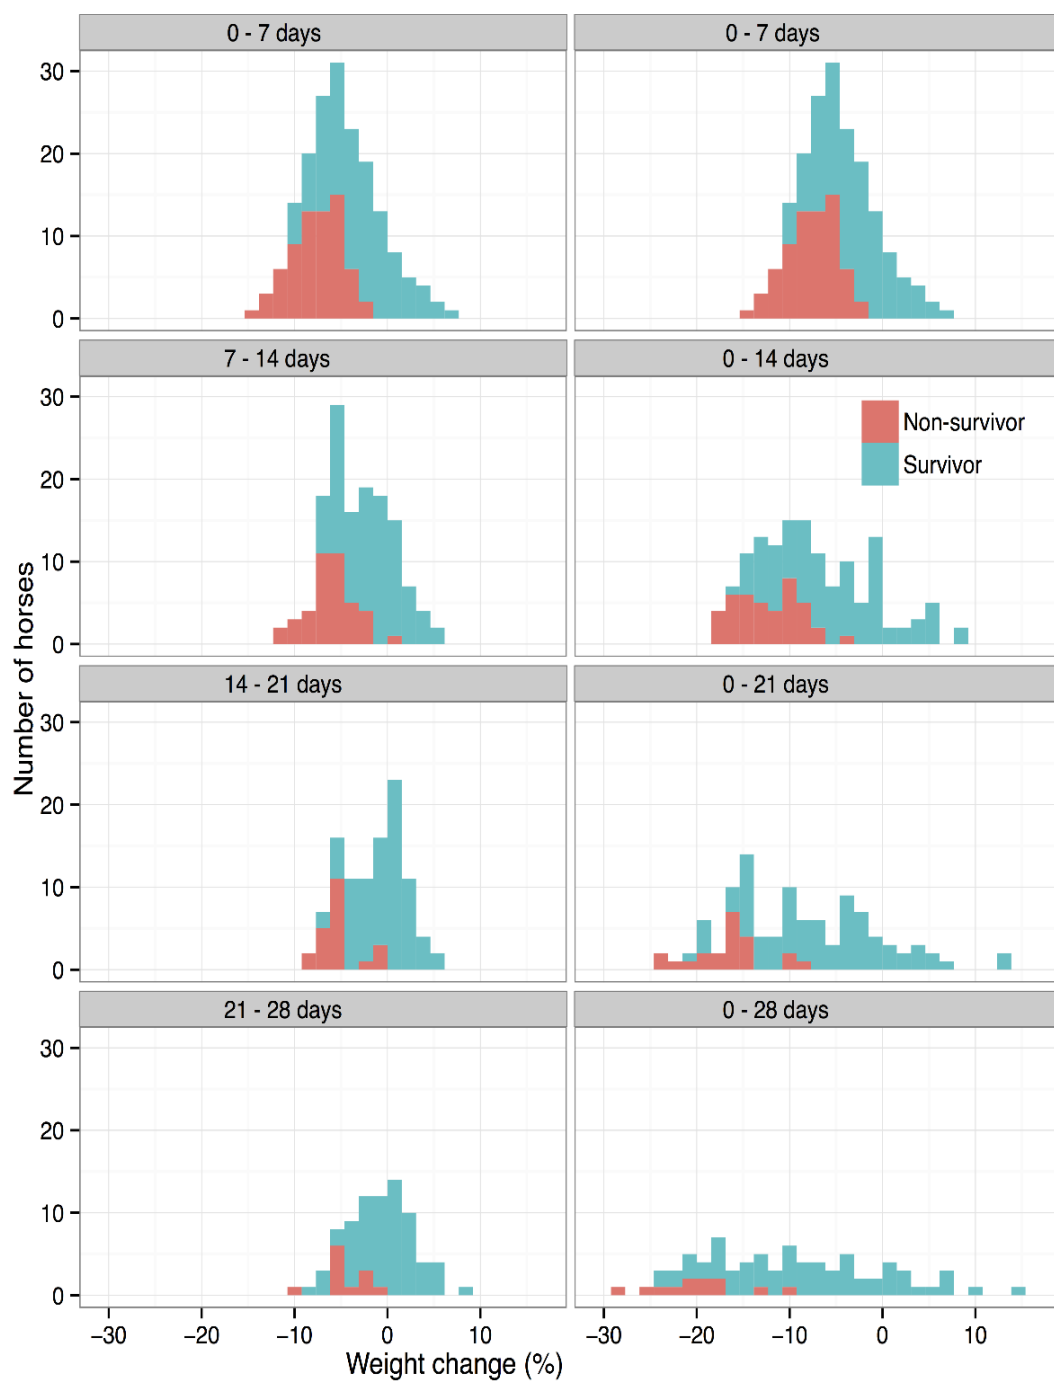 0 - 7 days
0 - 7 days
30
20
10
0
7 - 14 days
0 - 14 days
30
20
10
0
Non-survivor
Survivor
Number of horses
14 - 21 days
0 - 21 days
30
20
10
0
21 - 28 days
0 - 28 days
30
20
10
0
−30 −20 −10 0 10
−30 −20 −10 0 10
Weight change (%)